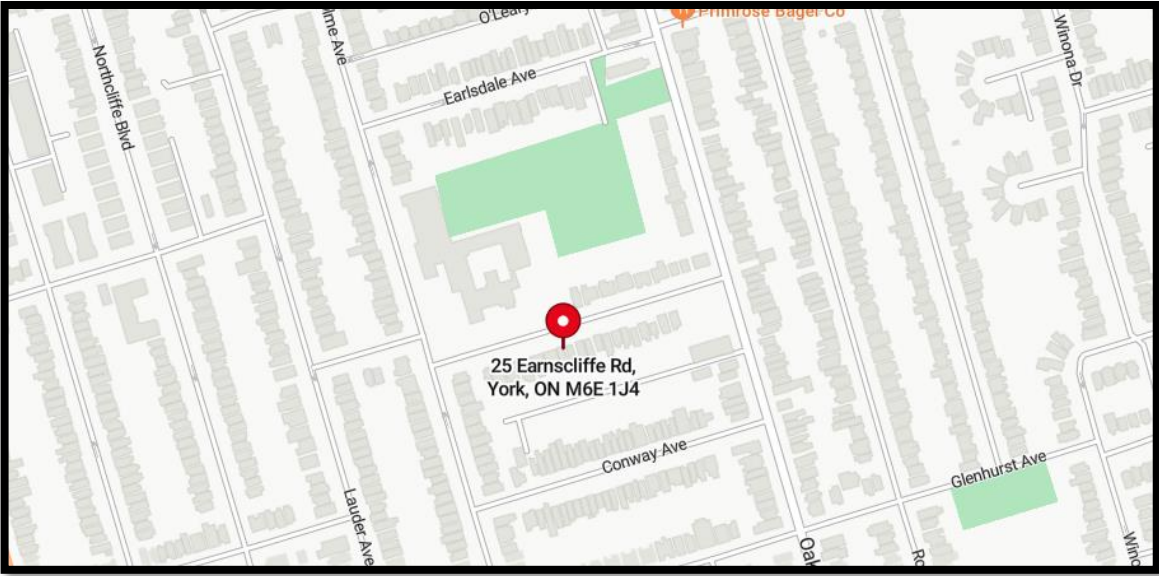 Primrose Bagel Co
O'Leary
Winona Dr
Northcliffe Blvd
Earlsdale Ave
25 Earnscliffe Rd,
York, ON M6E 1J4
Conway Ave
Glenhurst Ave
Lauder Ave
Oak